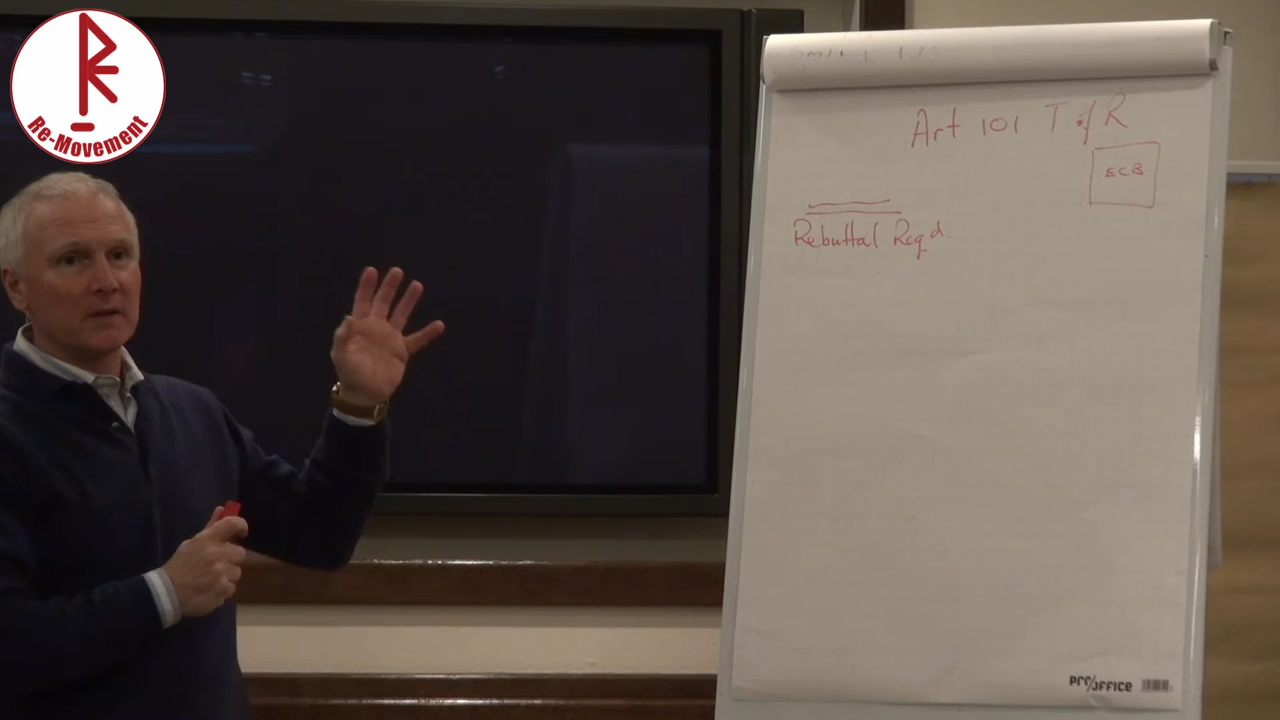 Re-Movement
Art 101 T of R
ECB
Rebuttal Reqd.
PRO/OFFICE